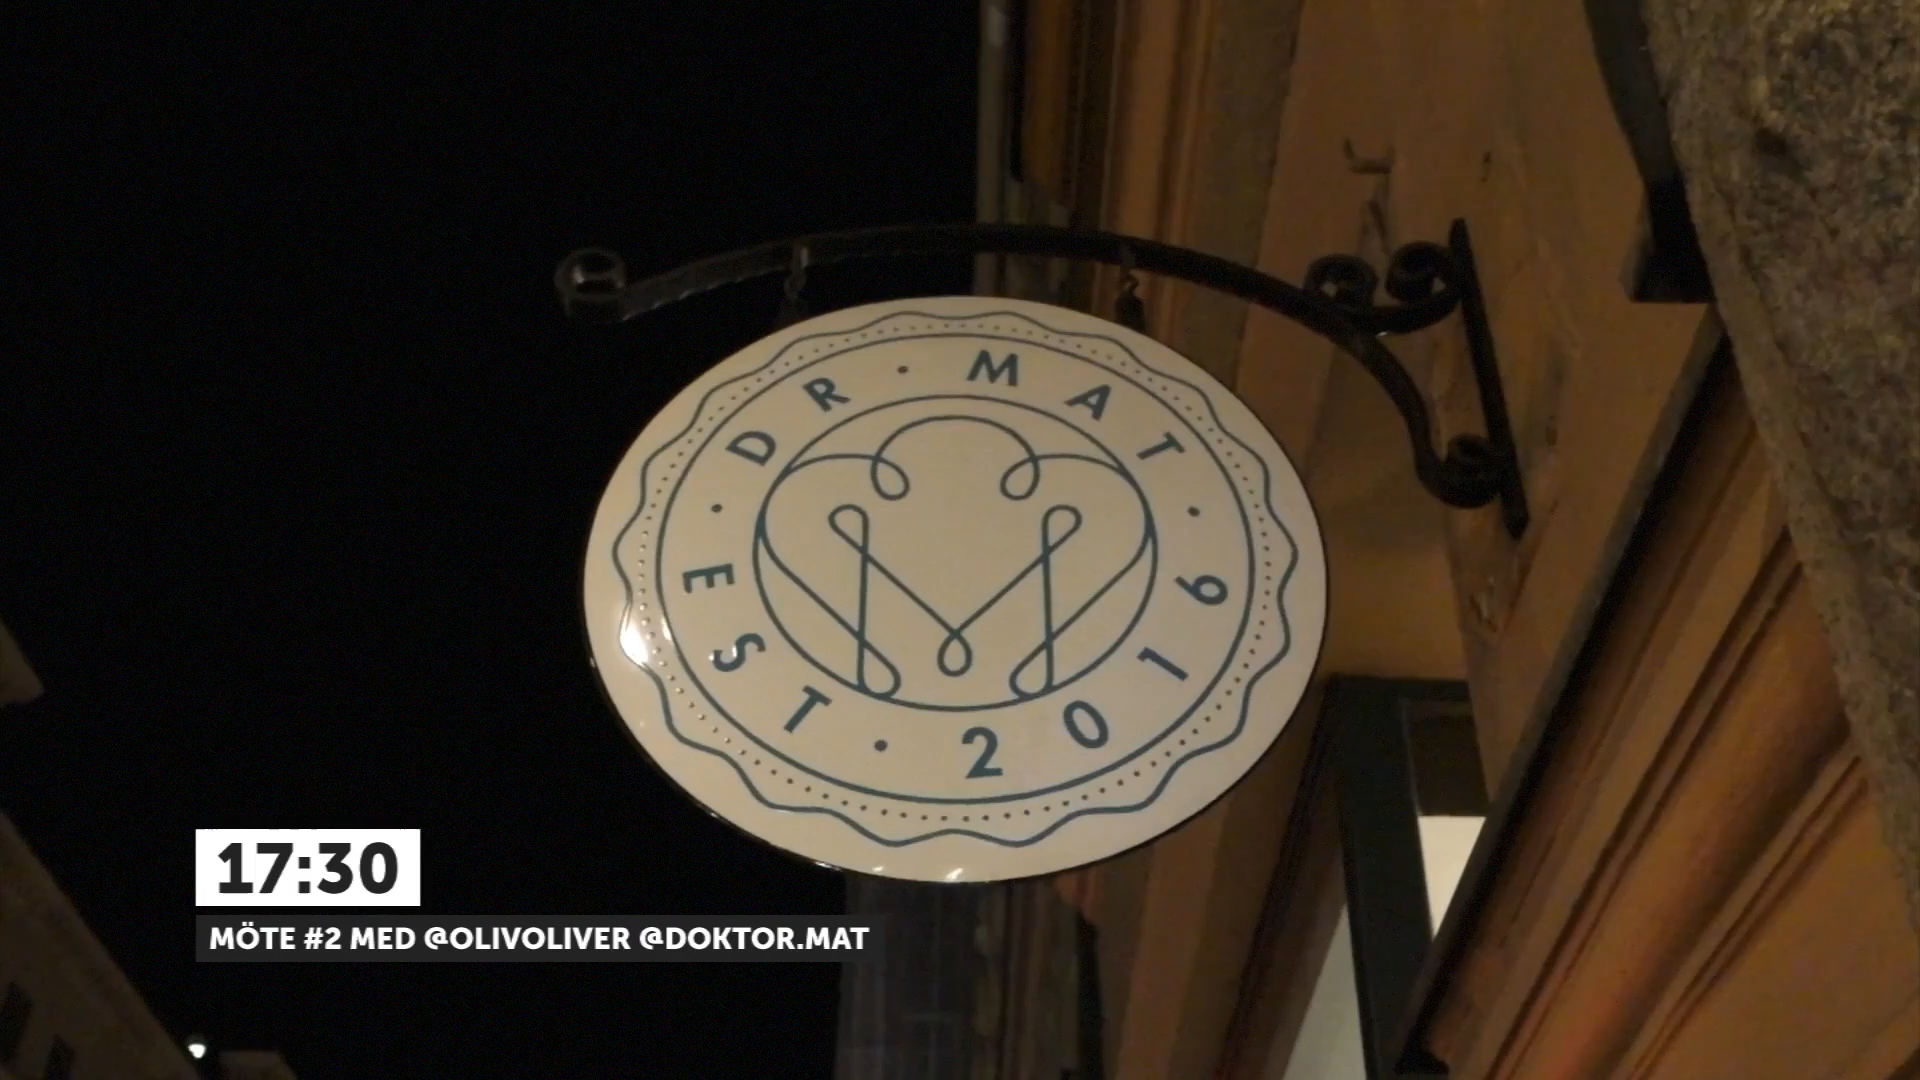 DR · MAT · EST · 2016
17:30
MÖTE #2 MED @OLIVOLIVER @DOKTOR.MAT